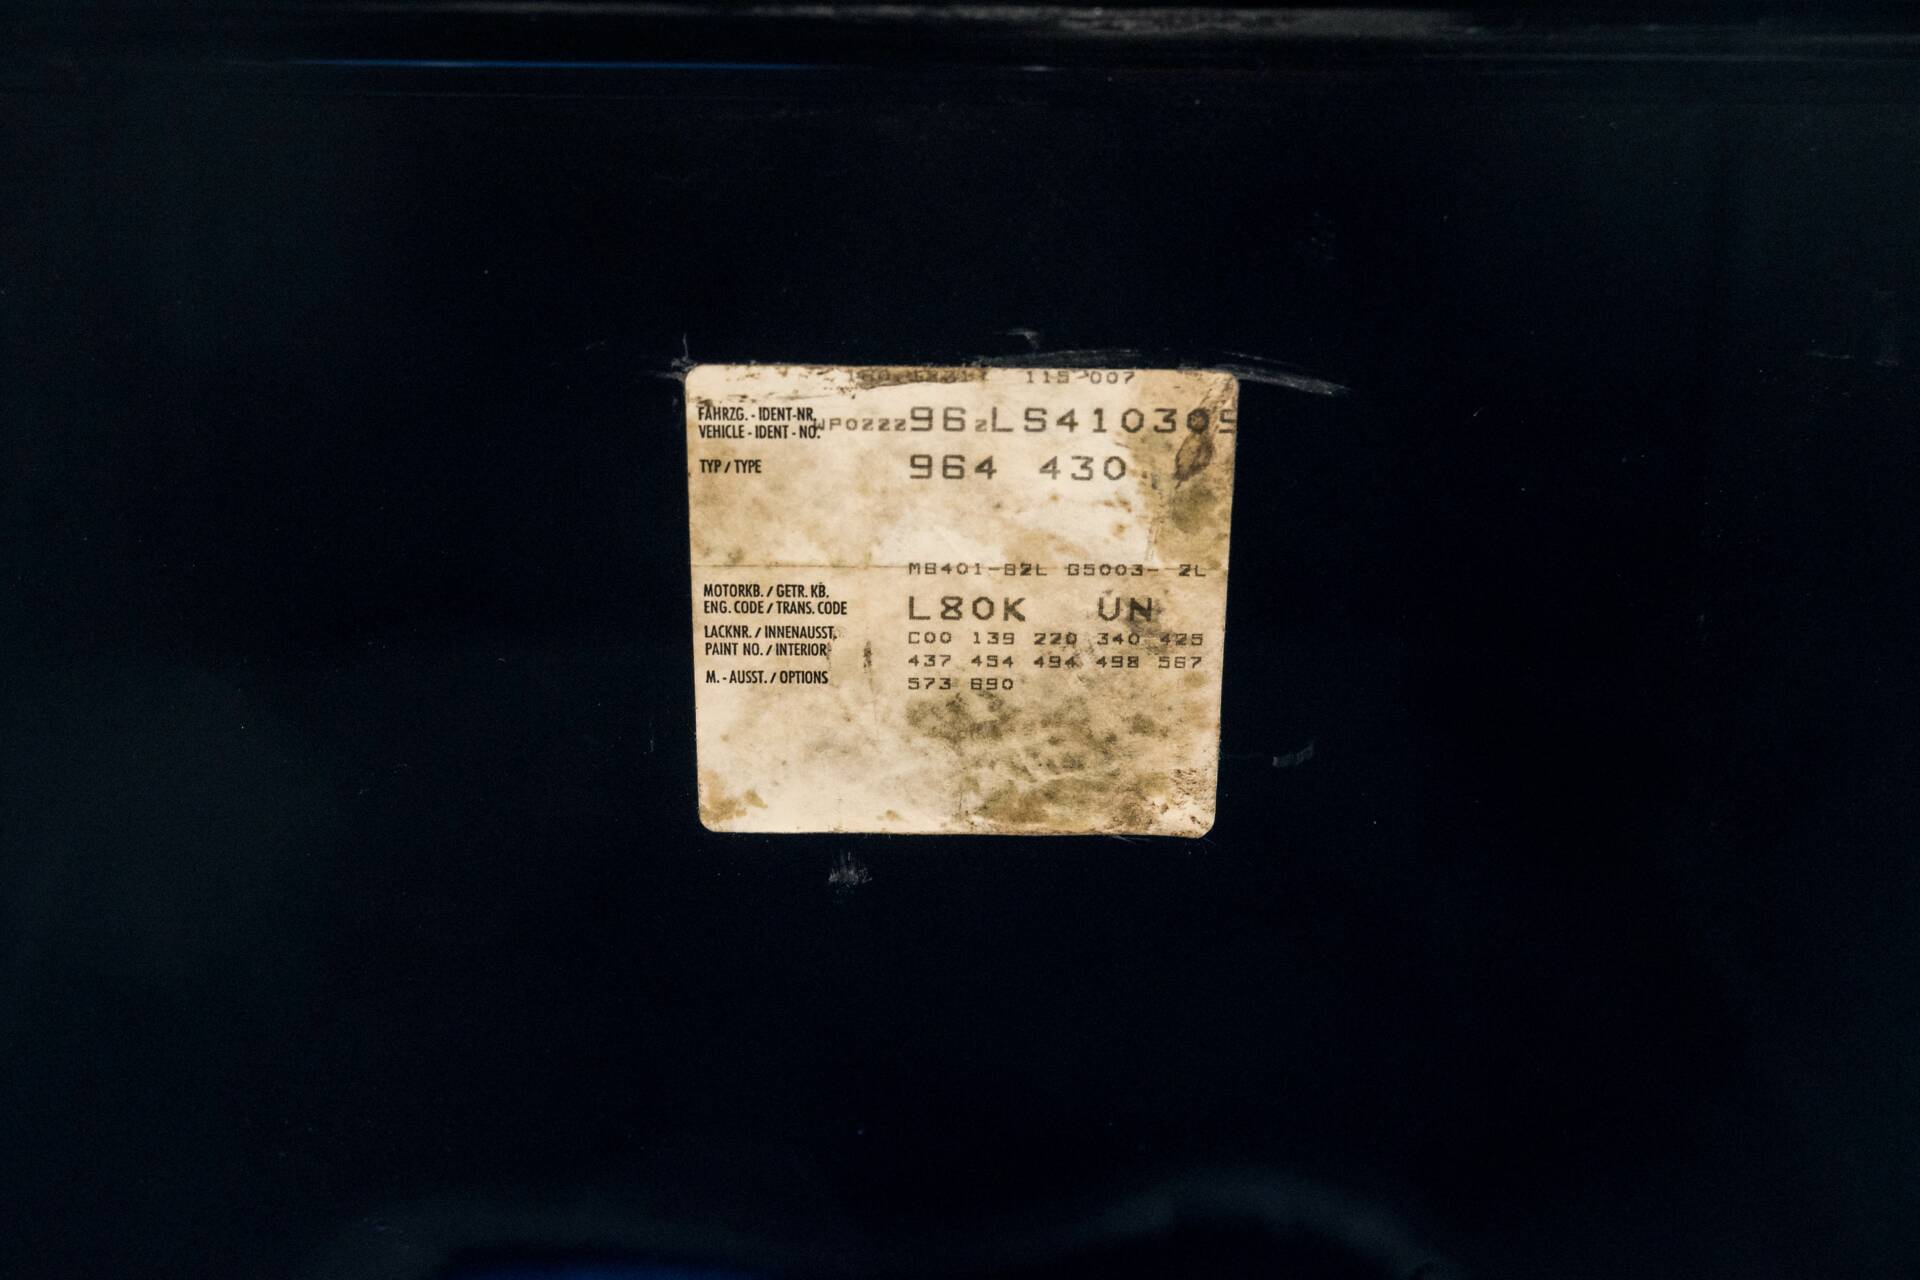 115 007
FAHRZG. - IDENT-NR.
VEHICLE - IDENT - NO. WP0ZZZ96ZLS410305
TYP / TYPE 964 430
M6401-82L G5003- 2L
MOTORKB. / GETR. KB.
ENG. CODE / TRANS. CODE L80K UN
LACKNR. / INNENAUSST.
PAINT NO. / INTERIOR
C00 139 220 340 425
437 454 494 498 567
M. - AUSST. / OPTIONS 573 690